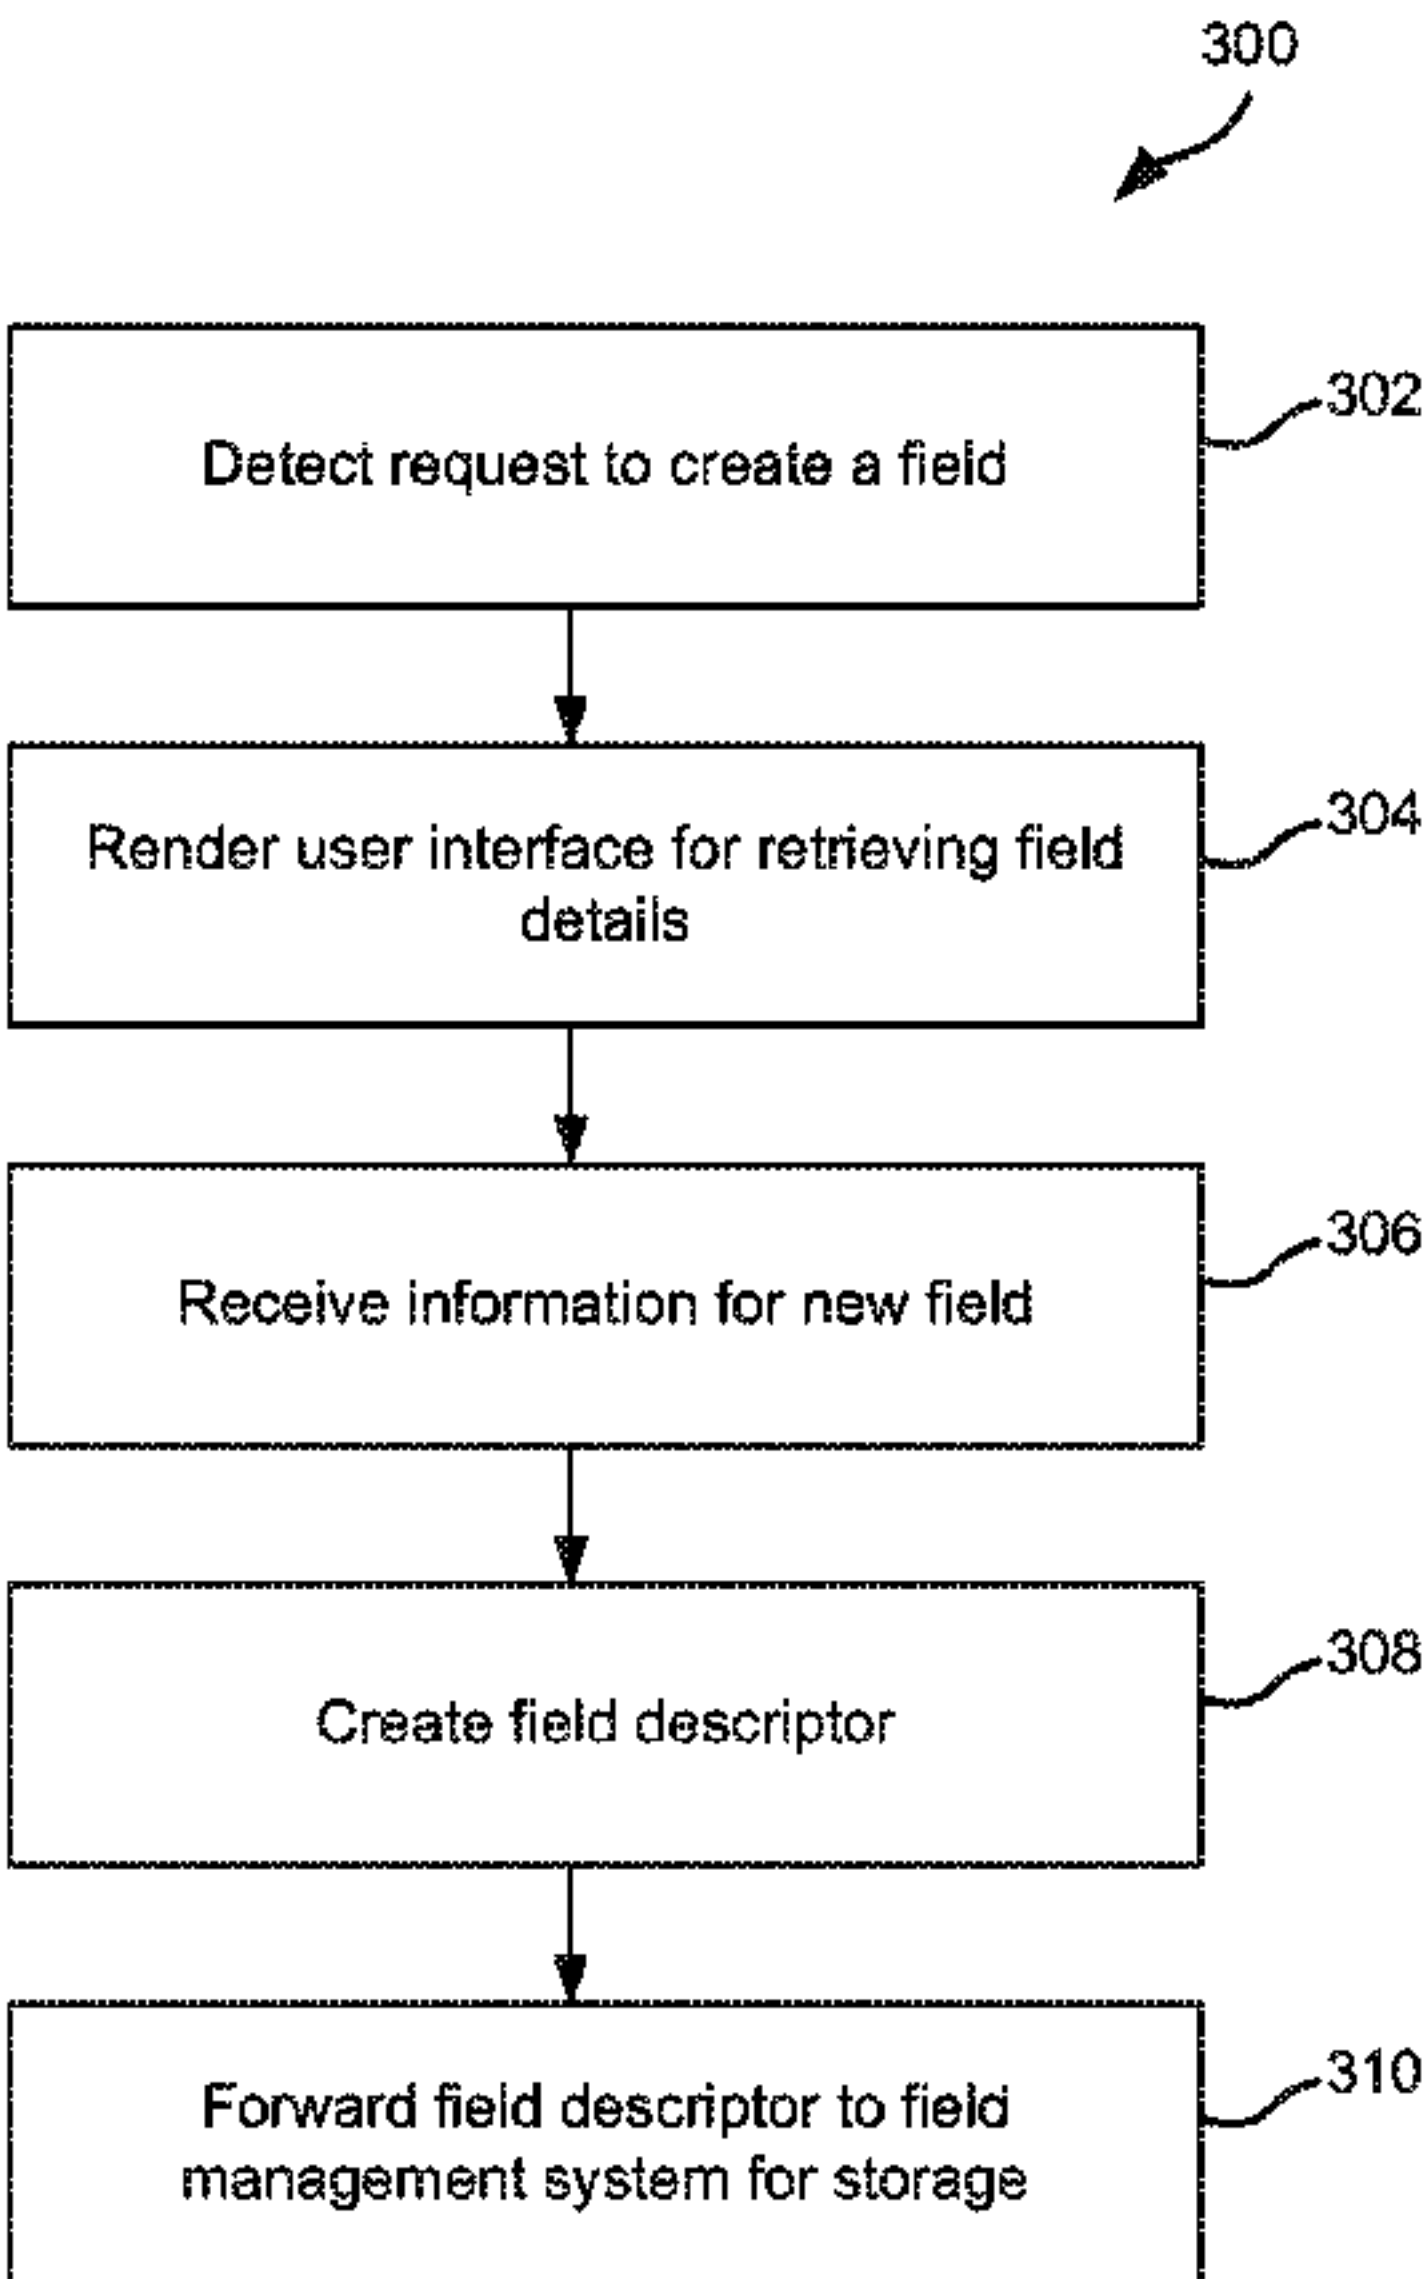 300
Detect request to create a field
302
Render user interface for retrieving field
details
304
Receive information for new field
306
Create field descriptor
308
Forward field descriptor to field
management system for storage
310